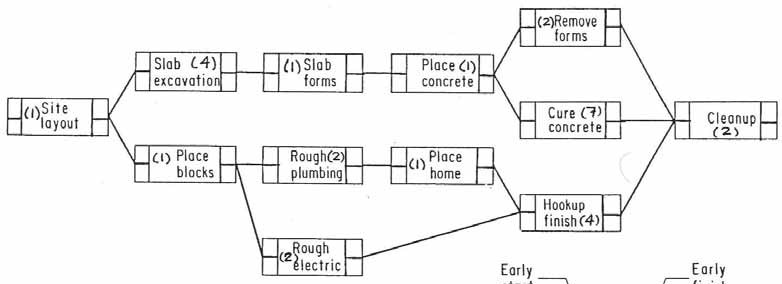 (2) Remove
forms
Slab (4)
excavation
(1) Slab
forms
Place (1)
concrete
(1) Site
layout
Cure (7)
concrete
Cleanup
(2)
(1) Place
blocks
Rough (2)
plumbing
(1) Place
home
Hookup
finish (4)
Rough
(2) electric
Early
Early